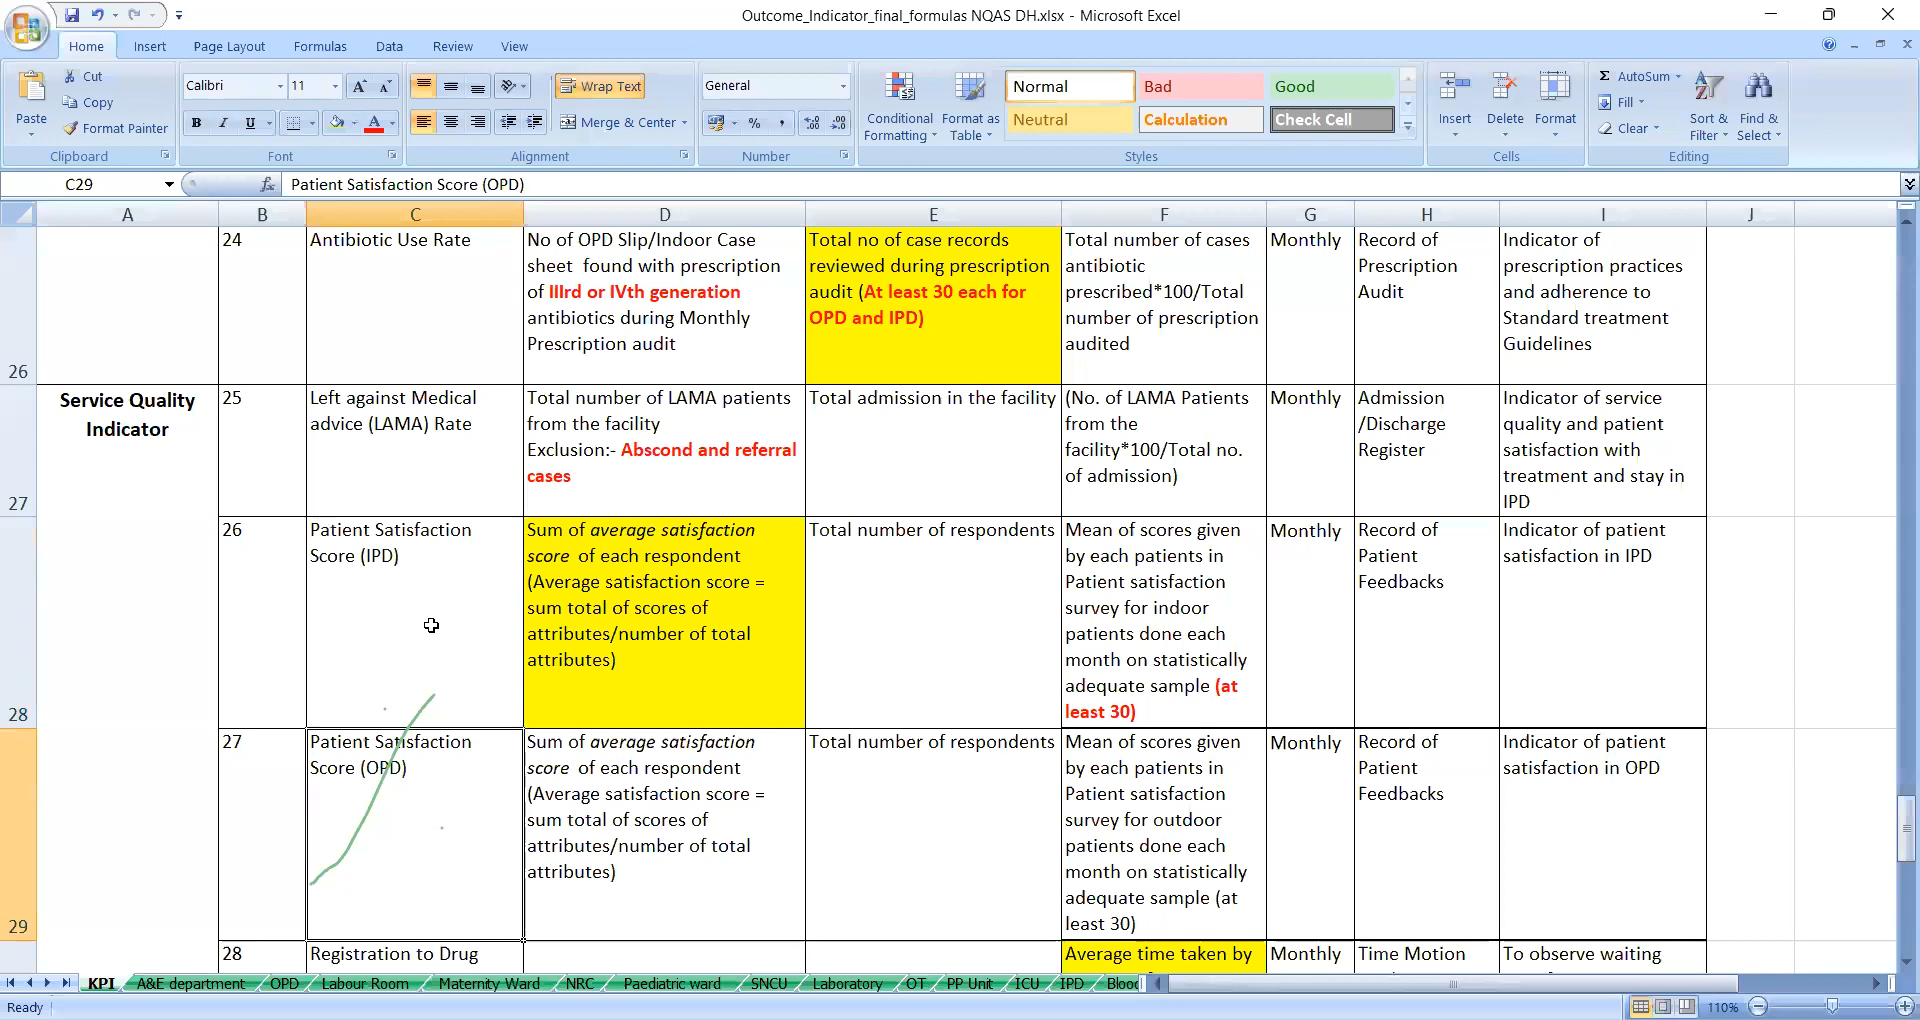 Outcome_Indicator_final_formulas NQAS DH.xlsx - Microsoft Excel
Home Insert Page Layout Formulas Data Review View
Paste
Cut
Copy
Format Painter
Clipboard
Calibri 11
B I U
Font
Wrap Text
Merge & Center
Alignment
General
Number
Conditional Formatting
Format as Table
Normal Bad Good
Neutral Calculation Check Cell
Styles
Insert Delete Format
Cells
AutoSum
Fill
Clear
Sort & Filter
Find & Select
Editing
C29 fx Patient Satisfaction Score (OPD)
A B C D E F G H I J
26
24
Antibiotic Use Rate
No of OPD Slip/Indoor Case
sheet found with prescription
of IIIrd or IVth generation
antibiotics during Monthly
Prescription audit
Total no of case records
reviewed during prescription
audit (At least 30 each for
OPD and IPD)
Total number of cases
antibiotic
prescribed*100/Total
number of prescription
audited
Monthly
Record of
Prescription
Audit
Indicator of
prescription practices
and adherence to
Standard treatment
Guidelines
27
Service Quality
Indicator
25
Left against Medical
advice (LAMA) Rate
Total number of LAMA patients
from the facility
Exclusion:- Abscond and referral
cases
Total admission in the facility
(No. of LAMA Patients
from the
facility*100/Total no.
of admission)
Monthly
Admission
/Discharge
Register
Indicator of service
quality and patient
satisfaction with
treatment and stay in
IPD
28
26
Patient Satisfaction
Score (IPD)
Sum of average satisfaction
score of each respondent
(Average satisfaction score =
sum total of scores of
attributes/number of total
attributes)
Total number of respondents
Mean of scores given
by each patients in
Patient satisfaction
survey for indoor
patients done each
month on statistically
adequate sample (at
least 30)
Monthly
Record of
Patient
Feedbacks
Indicator of patient
satisfaction in IPD
29
27
Patient Satisfaction
Score (OPD)
Sum of average satisfaction
score of each respondent
(Average satisfaction score =
sum total of scores of
attributes/number of total
attributes)
Total number of respondents
Mean of scores given
by each patients in
Patient satisfaction
survey for outdoor
patients done each
month on statistically
adequate sample (at
least 30)
Monthly
Record of
Patient
Feedbacks
Indicator of patient
satisfaction in OPD
28
Registration to Drug
Average time taken by
Monthly
Time Motion
To observe waiting
KPI A&E department OPD Labour Room Maternity Ward NRC Paediatric ward SNCU Laboratory OT PP Unit ICU IPD Blood
Ready 110%